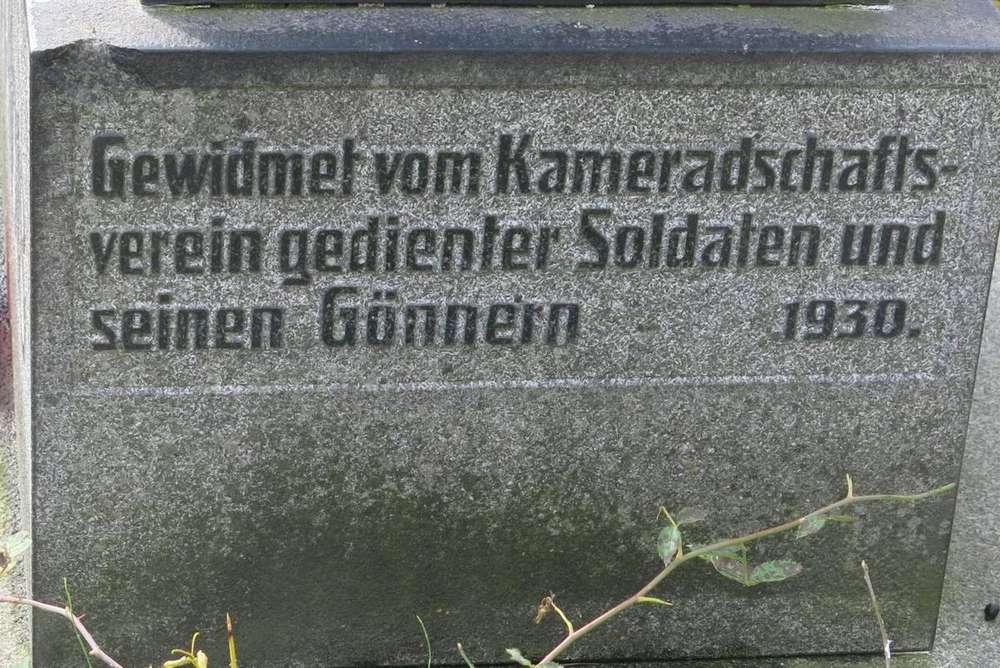 Gewidmet vom Kameradschafts-
verein gedienter Soldaten und
seinen Gönnern 1930.